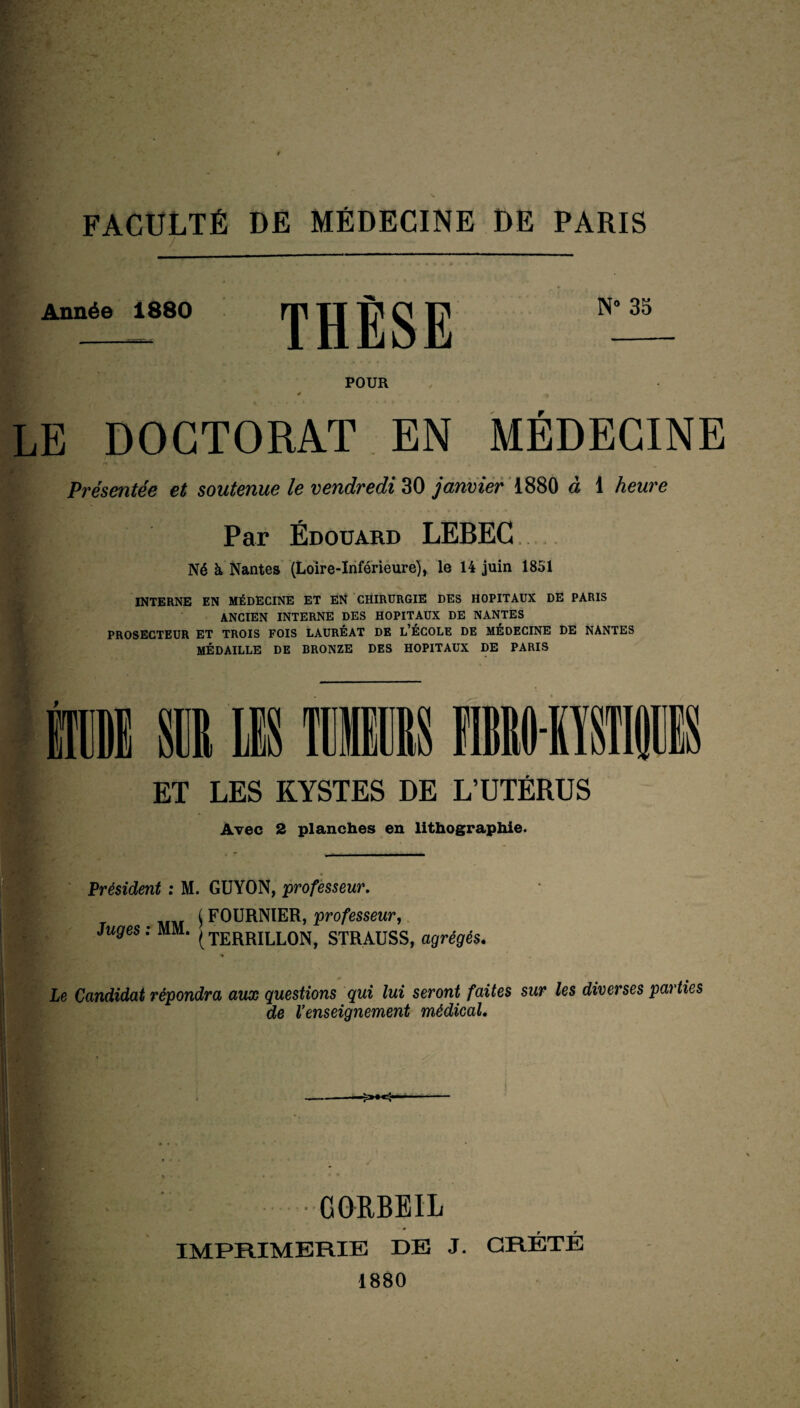 FACULTÉ DE MÉDECINE DE PARIS
Année 1880
THÈSE
N° 35
POUR
LE DOCTORAT EN MÉDECINE
Présentée et soutenue le vendredi 30 janvier 1880 à 1 heure
Par Édouard LEBEC
Né à Nantes (Loire-Inférieure), le 14 juin 1851
INTERNE EN MÉDECINE ET EN CHIRURGIE DES HOPITAUX DE PARIS
ANCIEN INTERNE DES HOPITAUX DE NANTES
PROSECTEUR ET TROIS FOIS LAURÉAT DE L'ÉCOLE DE MÉDECINE DE NANTES
MÉDAILLE DE BRONZE DES HOPITAUX DE PARIS
ÉTUDE SUR LES TUMEURS FIBRO-KYSTIQUES
ET LES KYSTES DE L'UTÉRUS
Avec 2 planches en lithographie.
Président : M. GUYON, professeur.
Juges : MM. { FOURNIER, professeur,
TERRILLON, STRAUSS, agrégés.
Le Candidat répondra aux questions qui lui seront faites sur les diverses parties
de l'enseignement médical.
CORBEIL
IMPRIMERIE DE J. CRÉTÉ
1880